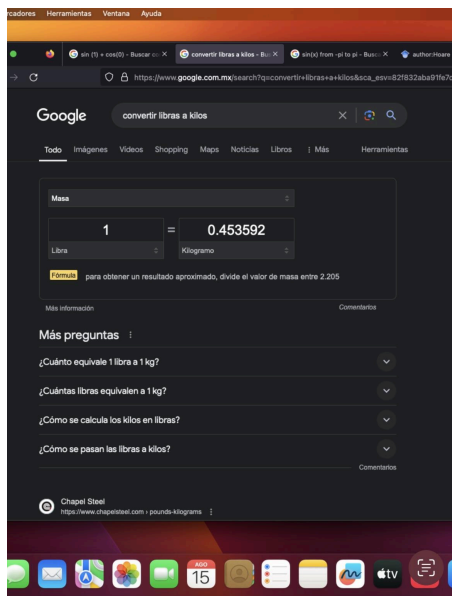 rcadores Herramientas Ventana Ayuda
sin (1) + cos(0) - Buscar co × convertir libras a kilos - Bus × sin(x) from -pi to pi - Busca × author:Hoare
https://www.google.com.mx/search?q=convertir+libras+a+kilos&sca_esv=82f832aba91fe7c
Google convertir libras a kilos
Todo Imágenes Videos Shopping Maps Noticias Libros Más Herramientas
Masa
1 = 0.453592
Libra Kilogramo
Fórmula para obtener un resultado aproximado, divide el valor de masa entre 2.205
Más información Comentarios
Más preguntas
¿Cuánto equivale 1 libra a 1 kg?
¿Cuántas libras equivalen a 1 kg?
¿Cómo se calcula los kilos en libras?
¿Cómo se pasan las libras a kilos?
Comentarios
Chapel Steel
https://www.chapelsteel.com › pounds-kilograms
AGO
15
tv